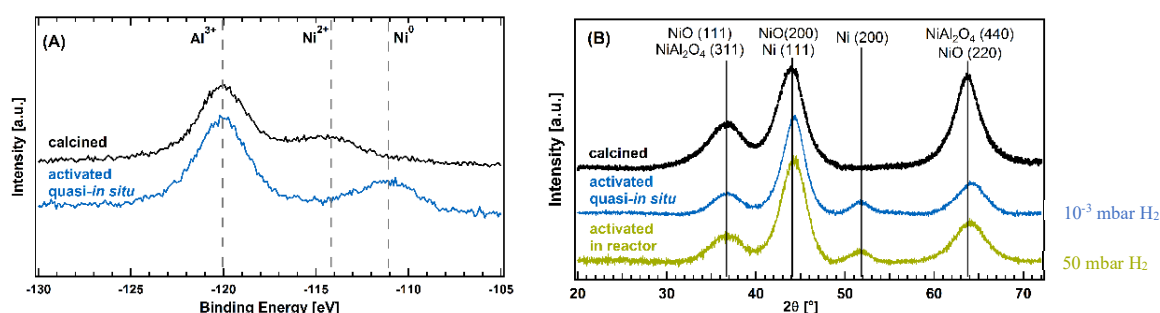 (A)
Al3+
Ni2+
Ni0
calcined
activated
quasi-in situ
Intensity [a.u.]
-130
-125
-120
-115
-110
-105
Binding Energy [eV]
(B)
NiO (111)
NiAl2O4 (311)
NiO(200)
Ni (111)
Ni (200)
NiAl2O4 (440)
NiO (220)
calcined
activated
quasi-in situ
activated
in reactor
Intensity [a.u.]
20
30
40
50
60
70
2θ [°]
10-3 mbar H2
50 mbar H2